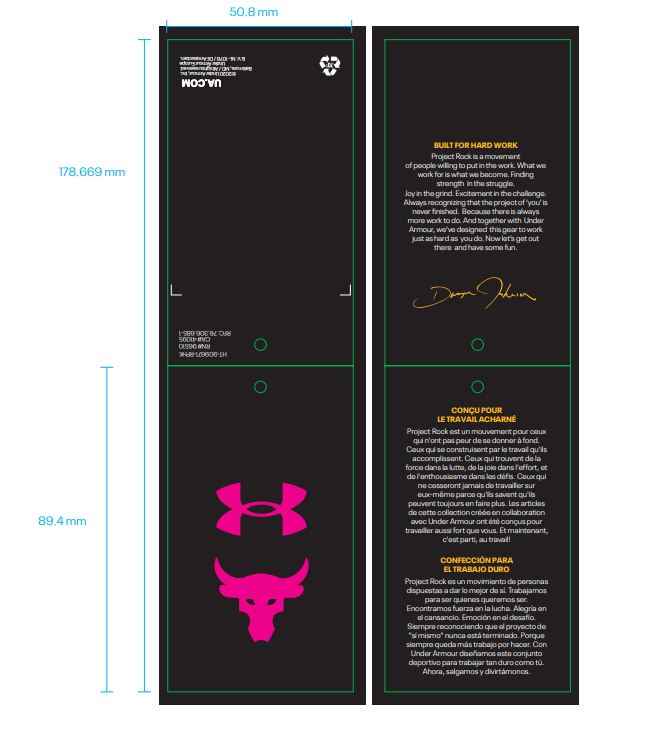 50.8 mm
178.669 mm
89.4 mm
UA.COM
Under Armour, Inc.
Baltimore, MD / All rights reserved.
Under Armour Europe
B.V. NL-1076 / DE Amsterdam.
HT-909671-RPHK
RN# 96510
CA# 41095
RFC: 76.306.685-1
BUILT FOR HARD WORK
Project Rock is a movement
of people willing to put in the work. What we
work for is what we become. Finding
strength in the struggle.
Joy in the grind. Excitement in the challenge.
Always recognizing that the project of 'you' is
never finished. Because there is always
more work to do. And together with Under
Armour, we've designed this gear to work
just as hard as you do. Now let's get out
there and have some fun.
Dwayne Johnson
CONÇU POUR
LE TRAVAIL ACHARNÉ
Project Rock est un mouvement pour ceux
qui n'ont pas peur de se donner à fond.
Ceux qui se construisent par le travail qu'ils
accomplissent. Ceux qui trouvent de la
force dans la lutte, de la joie dans l'effort, et
de l'enthousiasme dans les défis. Ceux qui
ne cesseront jamais de travailler sur
eux-même parce qu'ils savent qu'ils
peuvent toujours en faire plus. Les articles
de cette collection créée en collaboration
avec Under Armour ont été conçus pour
travailler aussi fort que vous. Et maintenant,
c'est parti, au travail!
CONFECCIÓN PARA
EL TRABAJO DURO
Project Rock es un movimiento de personas
dispuestas a dar lo mejor de sí. Trabajamos
para ser quienes queremos ser.
Encontramos fuerza en la lucha. Alegría en
el cansancio. Emoción en el desafío.
Siempre reconociendo que el proyecto de
"sí mismo" nunca está terminado. Porque
siempre queda más trabajo por hacer. Con
Under Armour diseñamos este conjunto
deportivo para trabajar tan duro como tú.
Ahora, salgamos y divirtámonos.